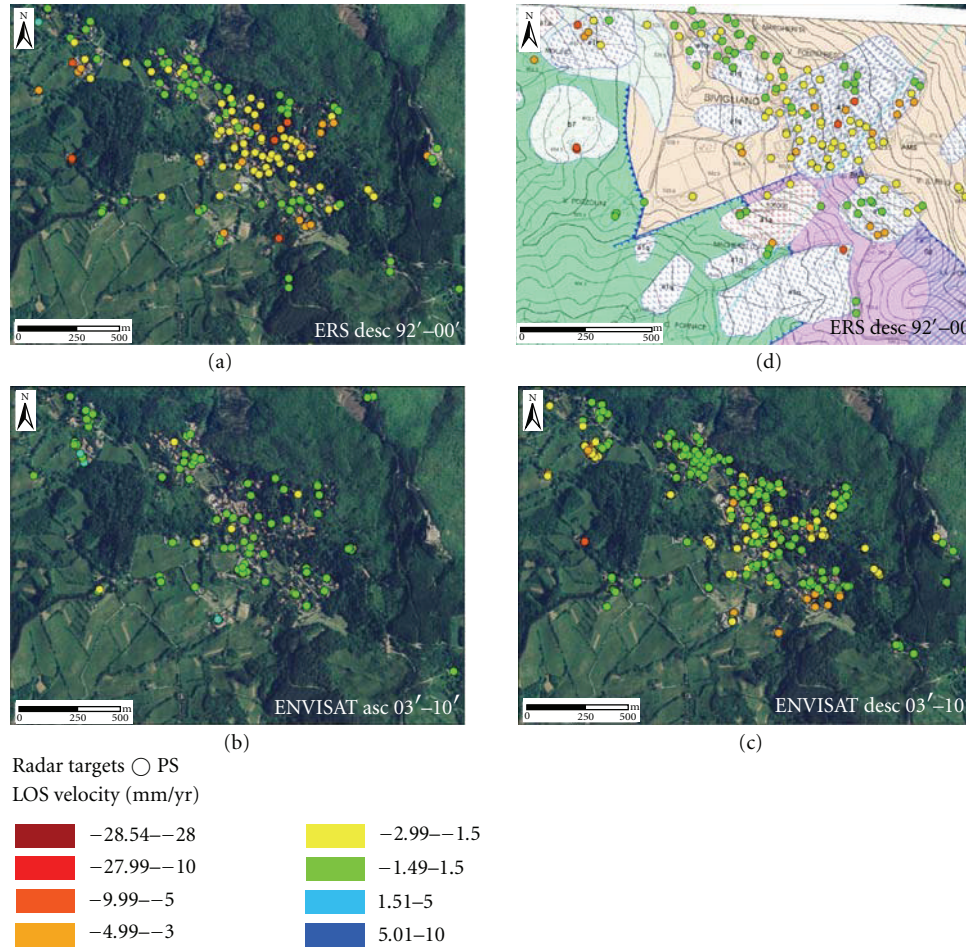 N
0 250 500 m
ERS desc 92′–00′
(a)
N
BIVIGLIANO
AMS
b7
0 250 500 m
ERS desc 92′–00
(d)
N
0 250 500 m
ENVISAT asc 03′–10′
(b)
N
0 250 500 m
ENVISAT desc 03′–10
(c)
Radar targets ○ PS
LOS velocity (mm/yr)
−28.54–−28
−27.99–−10
−9.99–−5
−4.99–−3
−2.99–−1.5
−1.49–1.5
1.51–5
5.01–10